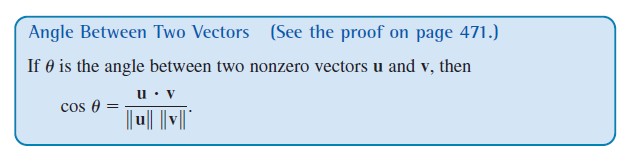 Angle Between Two Vectors (See the proof on page 471.)
If θ is the angle between two nonzero vectors u and v, then
cos θ = u · v / ‖u‖ ‖v‖.